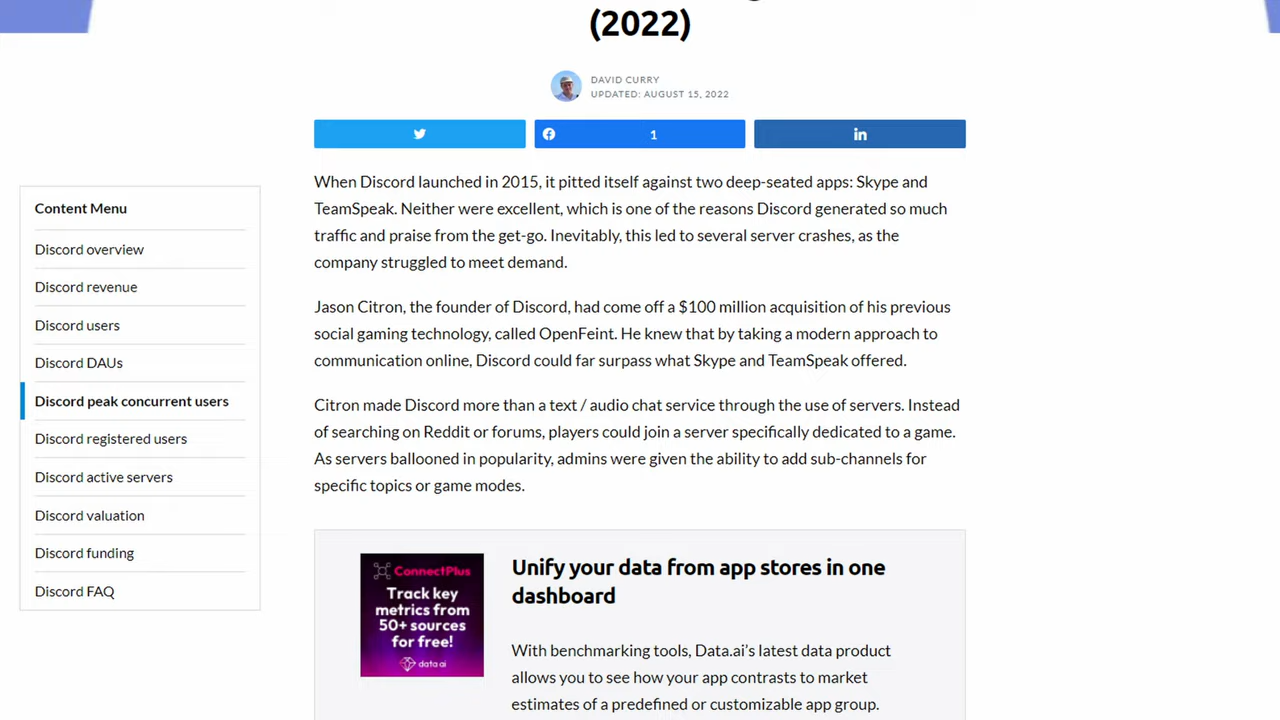 (2022)
DAVID CURRY
UPDATED: AUGUST 15, 2022
1
in
When Discord launched in 2015, it pitted itself against two deep-seated apps: Skype and
TeamSpeak. Neither were excellent, which is one of the reasons Discord generated so much
traffic and praise from the get-go. Inevitably, this led to several server crashes, as the
company struggled to meet demand.
Jason Citron, the founder of Discord, had come off a $100 million acquisition of his previous
social gaming technology, called OpenFeint. He knew that by taking a modern approach to
communication online, Discord could far surpass what Skype and TeamSpeak offered.
Citron made Discord more than a text / audio chat service through the use of servers. Instead
of searching on Reddit or forums, players could join a server specifically dedicated to a game.
As servers ballooned in popularity, admins were given the ability to add sub-channels for
specific topics or game modes.
Content Menu
Discord overview
Discord revenue
Discord users
Discord DAUs
Discord peak concurrent users
Discord registered users
Discord active servers
Discord valuation
Discord funding
Discord FAQ
ConnectPlus
Track key
metrics from
50+ sources
for free!
data ai
Unify your data from app stores in one
dashboard
With benchmarking tools, Data.ai's latest data product
allows you to see how your app contrasts to market
estimates of a predefined or customizable app group.